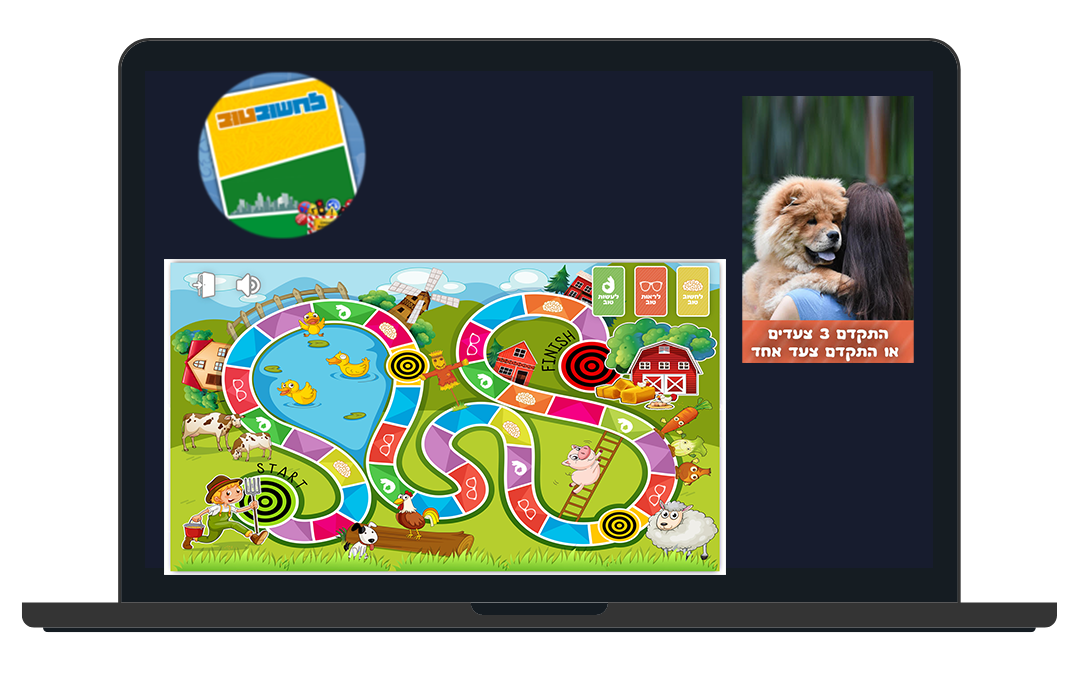 לחשוב טוב
לעשות
טוב
לראות
טוב
לחשוב
טוב
FINISH
START
התקדם 3 צעדים
או התקדם צעד אחד